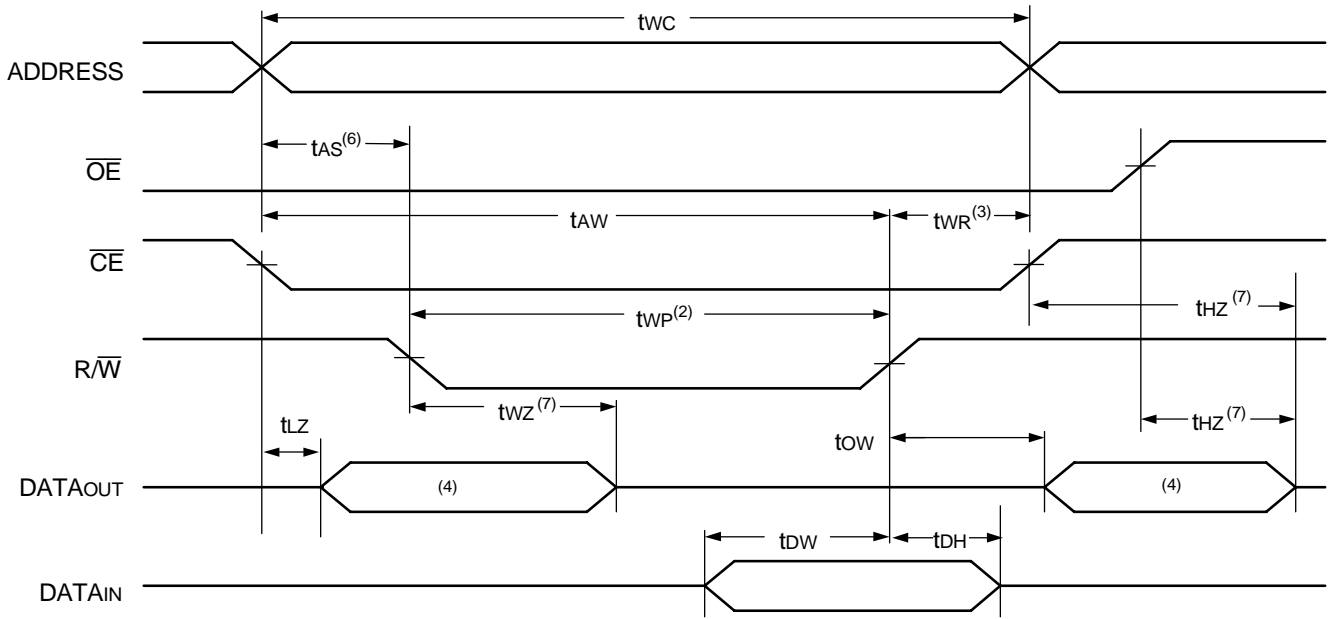 tWC
ADDRESS
tAS(6)
OE
tAW
tWR(3)
CE
tWP(2)
tHZ(7)
R/W
tWZ(7)
tLZ
tHZ(7)
tOW
DATAOUT
(4)
(4)
tDW
tDH
DATAIN